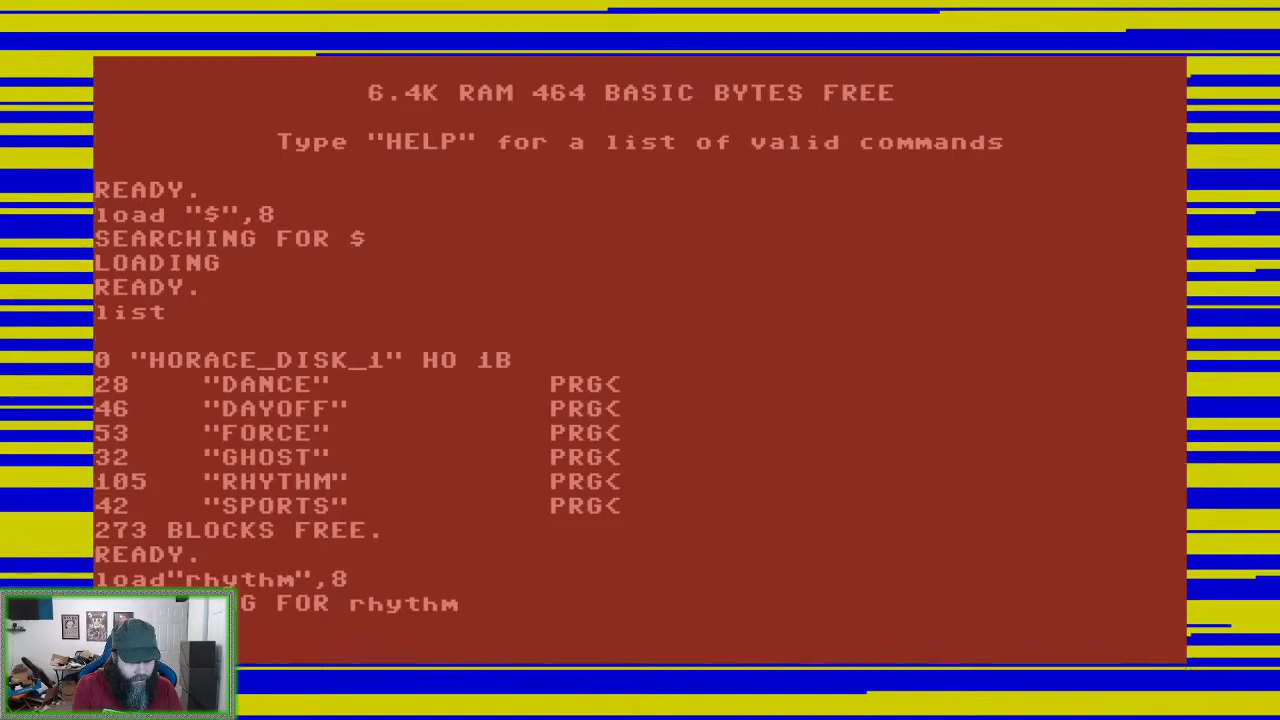 6.4K RAM 464 BASIC BYTES FREE
Type "HELP" for a list of valid commands
READY.
load "$",8
SEARCHING FOR $
LOADING
READY.
list
0 "HORACE_DISK_1" HO 1B
28 "DANCE" PRG<
46 "DAYOFF" PRG<
53 "FORCE" PRG<
32 "GHOST" PRG<
105 "RHYTHM" PRG<
42 "SPORTS" PRG<
273 BLOCKS FREE.
READY.
load"rhythm",8
G FOR rhythm